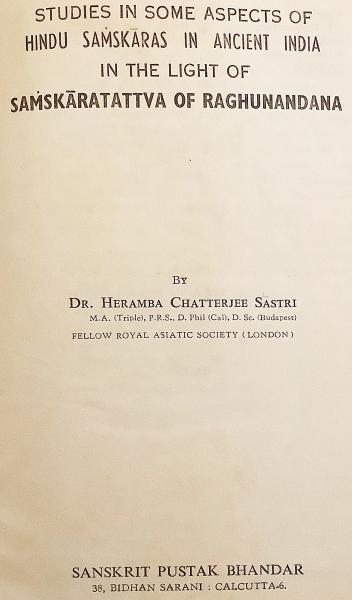 STUDIES IN SOME ASPECTS OF
HINDU SAṀSKĀRAS IN ANCIENT INDIA
IN THE LIGHT OF
SAṀSKĀRATATTVA OF RAGHUNANDANA
BY
DR. HERAMBA CHATTERJEE SASTRI
M.A. (Triple), P.R.S., D. Phil (Cal), D. Sc. (Budapest)
FELLOW ROYAL ASIATIC SOCIETY (LONDON)
SANSKRIT PUSTAK BHANDAR
38, BIDHAN SARANI : CALCUTTA-6.